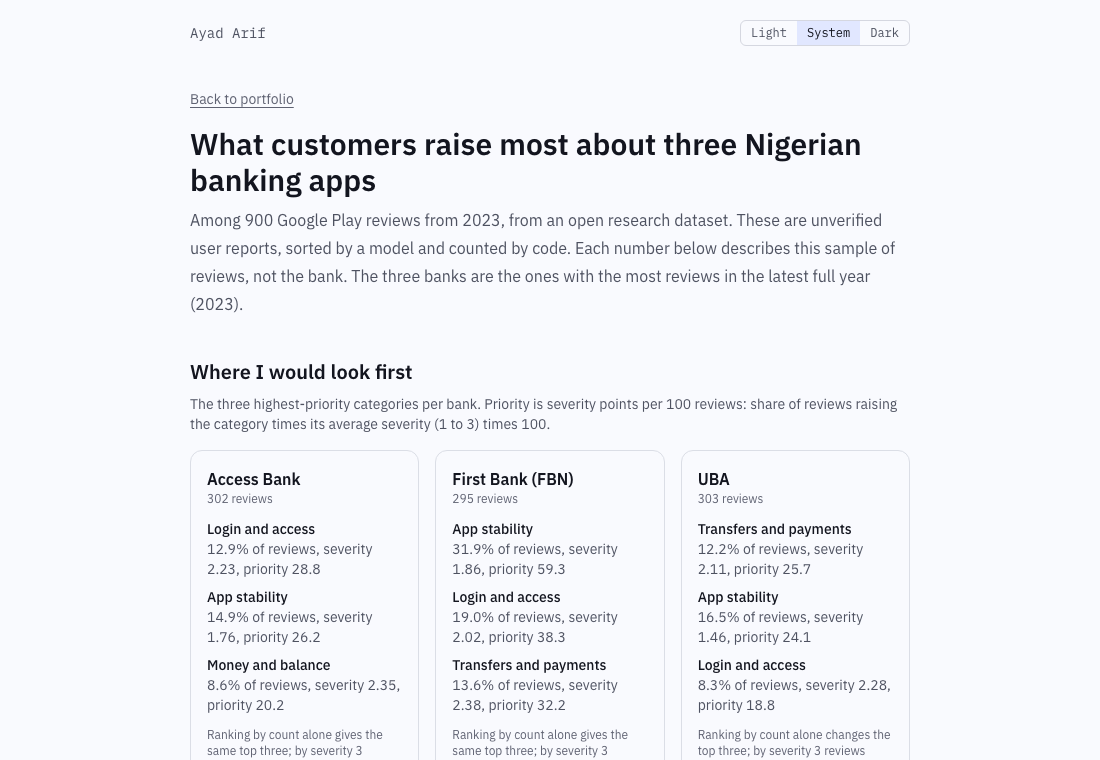 Ayad Arif
Light System Dark
Back to portfolio
What customers raise most about three Nigerian
banking apps
Among 900 Google Play reviews from 2023, from an open research dataset. These are unverified
user reports, sorted by a model and counted by code. Each number below describes this sample of
reviews, not the bank. The three banks are the ones with the most reviews in the latest full year
(2023).
Where I would look first
The three highest-priority categories per bank. Priority is severity points per 100 reviews: share of reviews raising
the category times its average severity (1 to 3) times 100.
Access Bank
302 reviews
Login and access
12.9% of reviews, severity
2.23, priority 28.8
App stability
14.9% of reviews, severity
1.76, priority 26.2
Money and balance
8.6% of reviews, severity 2.35,
priority 20.2
Ranking by count alone gives the
same top three; by severity 3
First Bank (FBN)
295 reviews
App stability
31.9% of reviews, severity
1.86, priority 59.3
Login and access
19.0% of reviews, severity
2.02, priority 38.3
Transfers and payments
13.6% of reviews, severity
2.38, priority 32.2
Ranking by count alone gives the
same top three; by severity 3
UBA
303 reviews
Transfers and payments
12.2% of reviews, severity
2.11, priority 25.7
App stability
16.5% of reviews, severity
1.46, priority 24.1
Login and access
8.3% of reviews, severity 2.28,
priority 18.8
Ranking by count alone changes the
top three; by severity 3 reviews